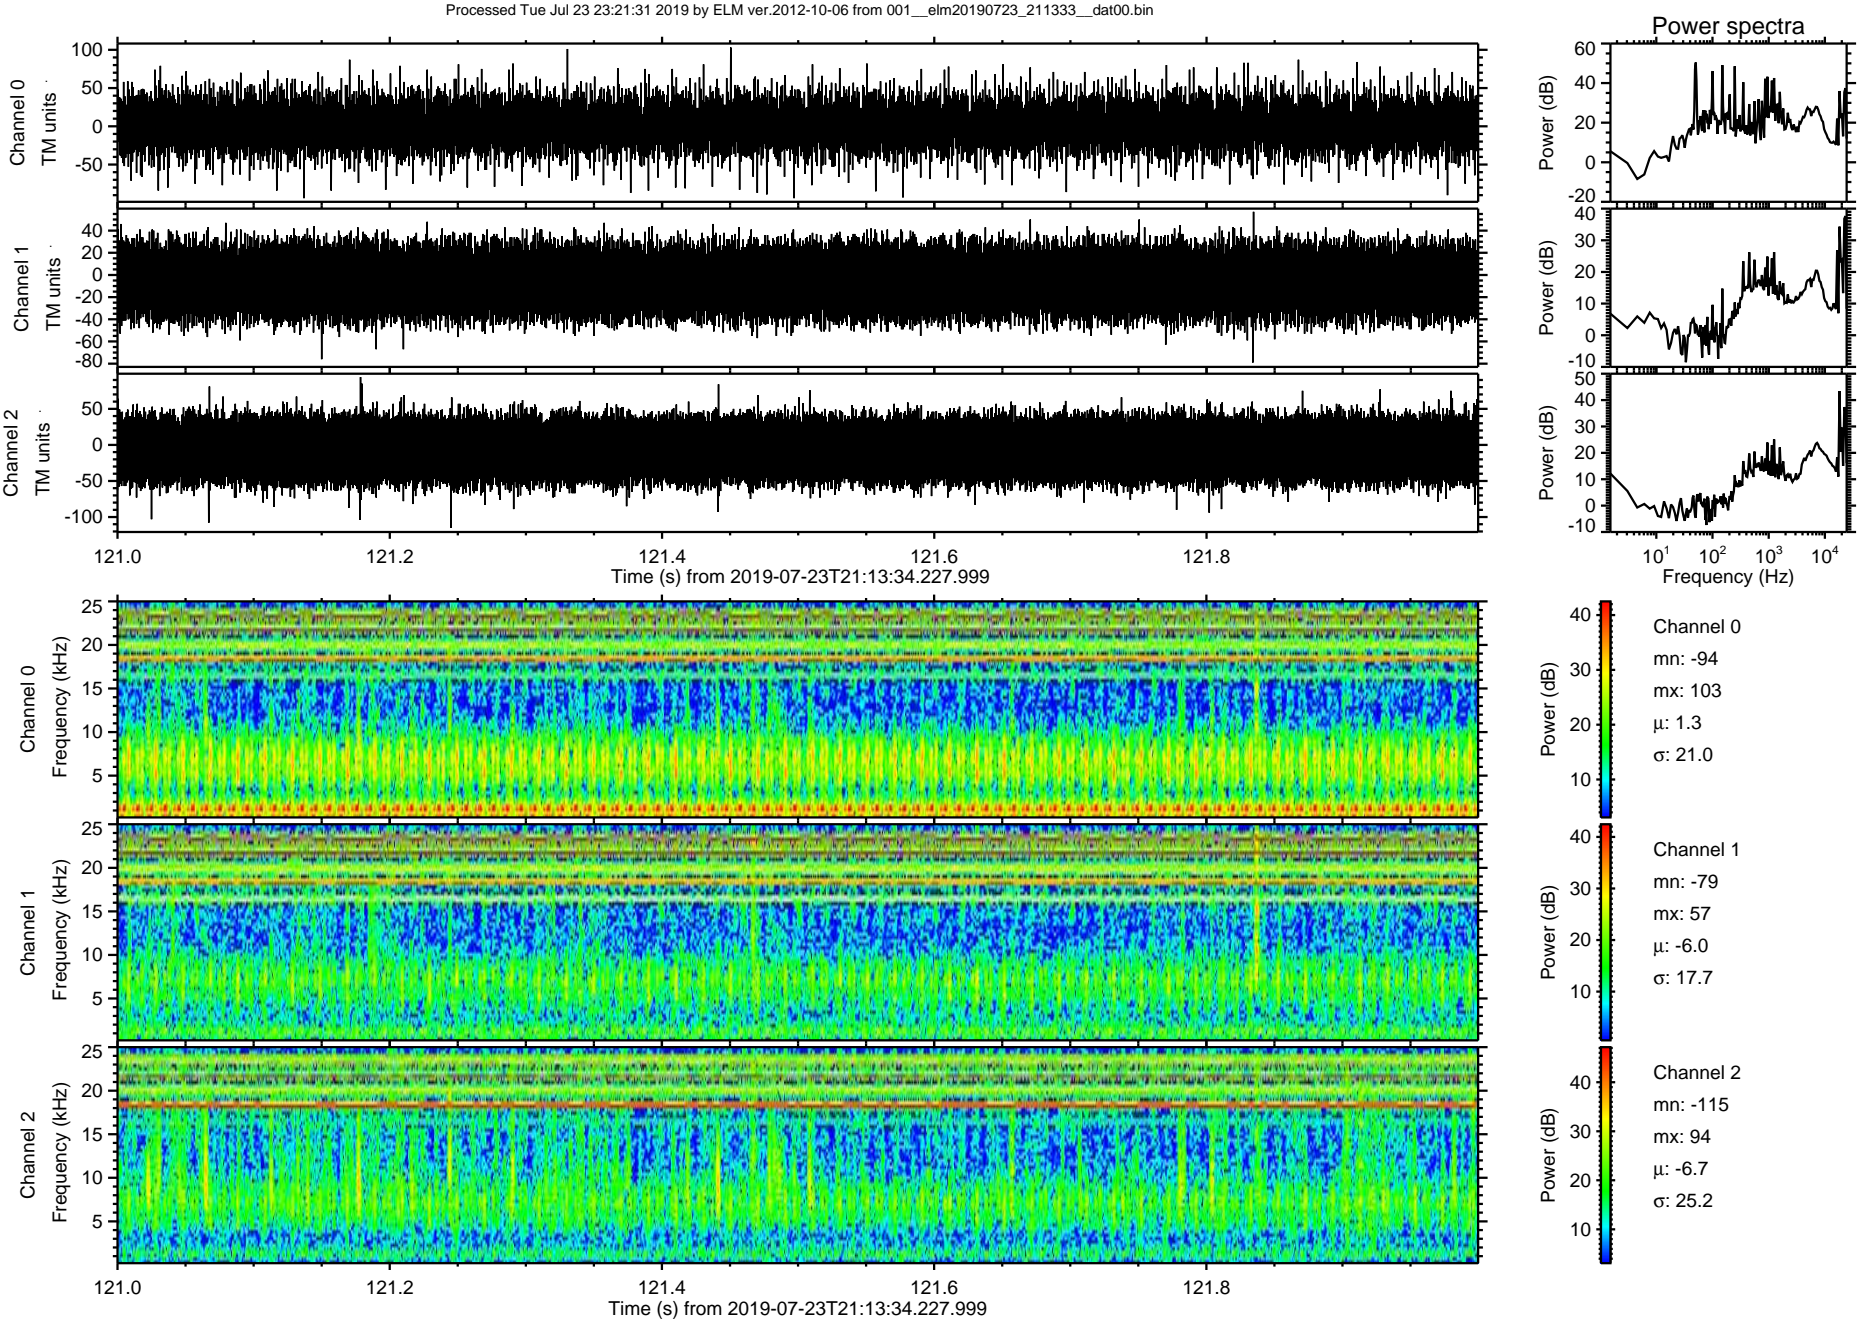 Processed Tue Jul 23 23:21:31 2019 by ELM ver.2012-10-06 from 001__elm20190723_211333__dat00.bin
Power spectra
Channel 0
TM units
100
50
0
-50
Power (dB)
60
40
20
0
-20
Channel 1
TM units
40
20
0
-20
-40
-60
-80
Power (dB)
40
30
20
10
0
-10
Channel 2
TM units
50
0
-50
-100
Power (dB)
50
40
30
20
10
0
-10
121.0 121.2 121.4 121.6 121.8
Time (s) from 2019-07-23T21:13:34.227.999
10^1 10^2 10^3 10^4
Frequency (Hz)
Channel 0
Frequency (kHz)
25
20
15
10
5
Power (dB)
40
30
20
10
Channel 0
mn: -94
mx: 103
μ: 1.3
σ: 21.0
Channel 1
Frequency (kHz)
25
20
15
10
5
Power (dB)
40
30
20
10
Channel 1
mn: -79
mx: 57
μ: -6.0
σ: 17.7
Channel 2
Frequency (kHz)
25
20
15
10
5
Power (dB)
40
30
20
10
Channel 2
mn: -115
mx: 94
μ: -6.7
σ: 25.2
121.0 121.2 121.4 121.6 121.8
Time (s) from 2019-07-23T21:13:34.227.999